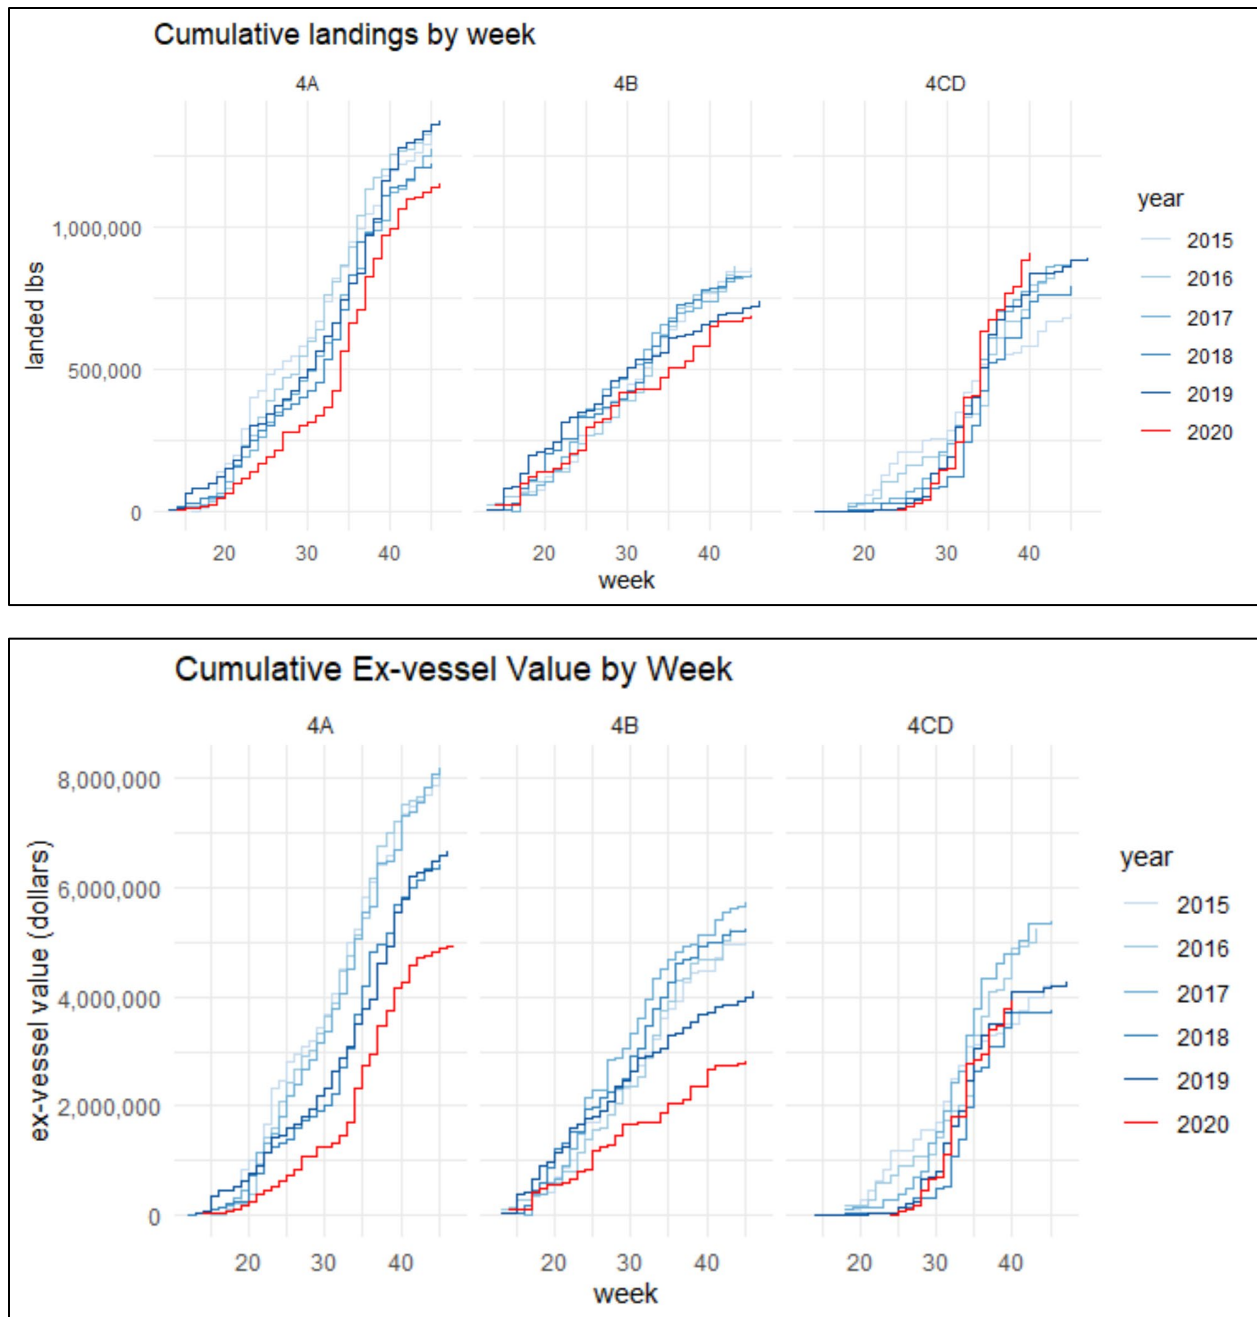 Cumulative landings by week
4A 4B 4CD
landed lbs
1,000,000
500,000
0
20 30 40 20 30 40 20 30 40
week
year
2015
2016
2017
2018
2019
2020
Cumulative Ex-vessel Value by Week
4A 4B 4CD
ex-vessel value (dollars)
8,000,000
6,000,000
4,000,000
2,000,000
0
20 30 40 20 30 40 20 30 40
week
year
2015
2016
2017
2018
2019
2020